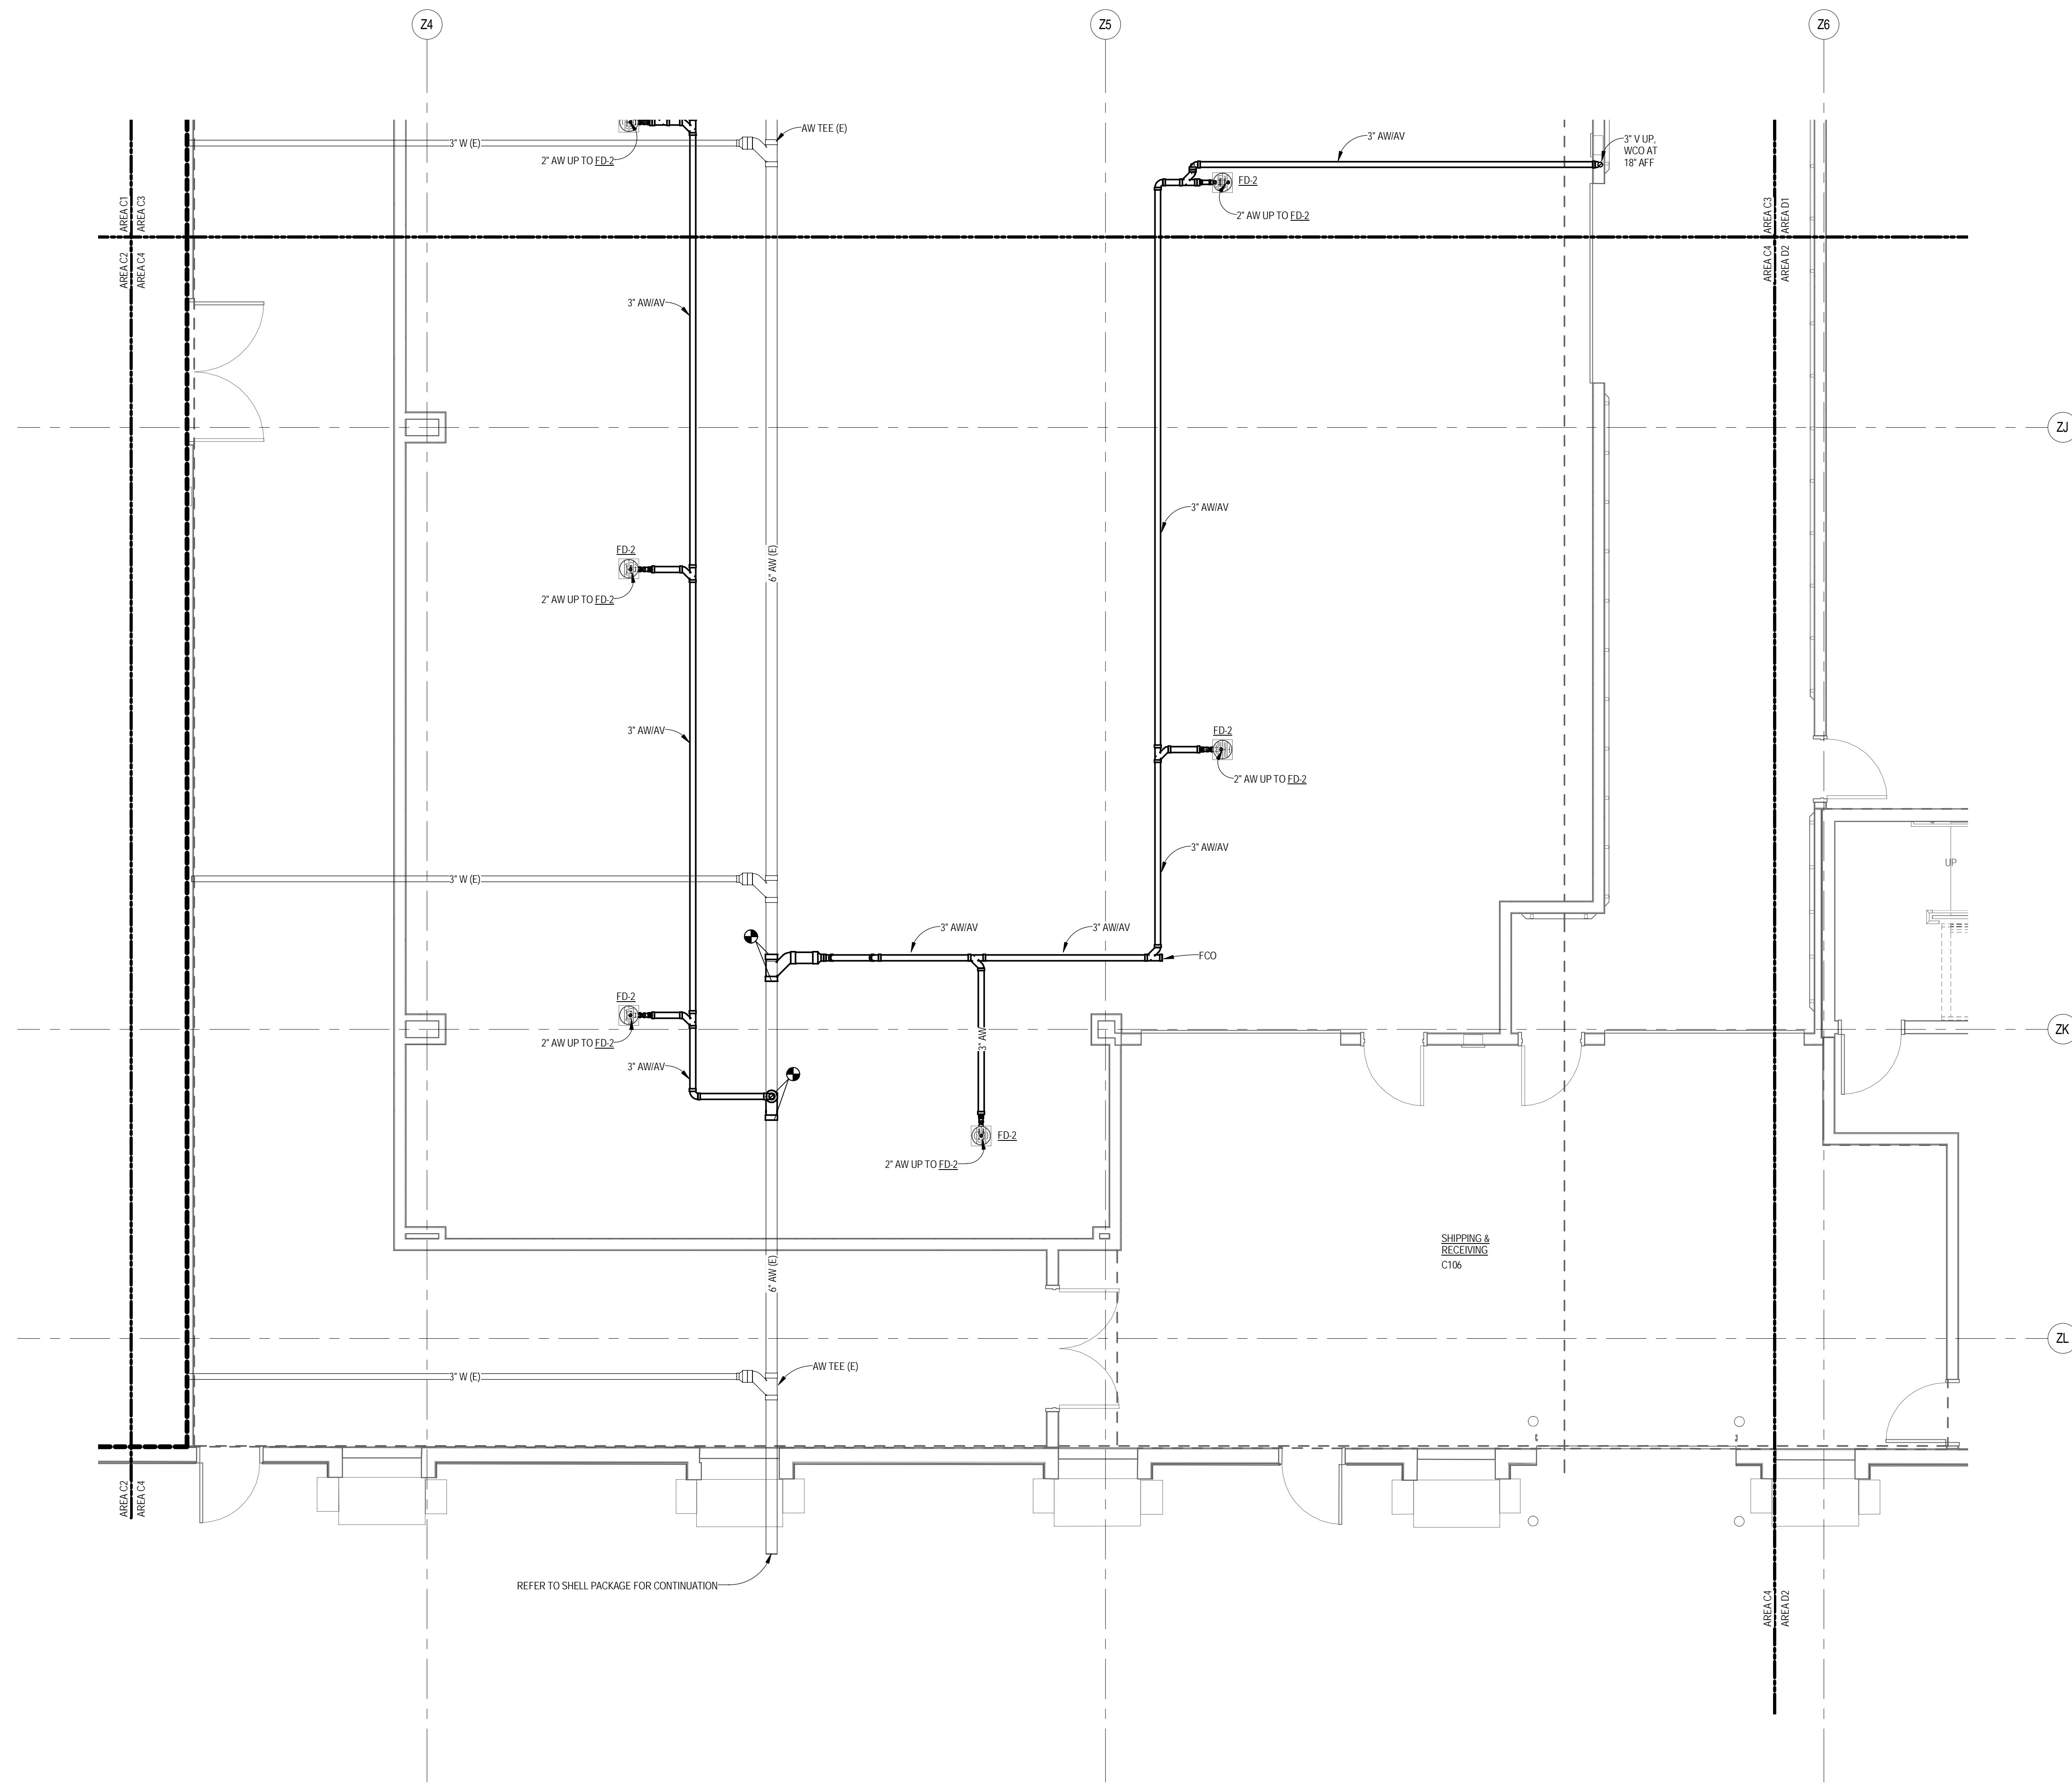 Z4
Z5
Z6
AW TEE (E)
3" W (E)
2" AW UP TO FD-2
3" AW/AV
3" V UP,
WCO AT
18" AFF
FD-2
2" AW UP TO FD-2
AREA C1
AREA C3
AREA C2
AREA C4
AREA C3
AREA D1
AREA C4
AREA D2
3" AW/AV
ZJ
3" AW/AV
6" AW (E)
FD-2
2" AW UP TO FD-2
3" AW/AV
FD-2
2" AW UP TO FD-2
3" AW/AV
UP
3" W (E)
3" AW/AV
3" AW/AV
FCO
FD-2
2" AW UP TO FD-2
3" AW
ZK
3" AW/AV
FD-2
2" AW UP TO FD-2
SHIPPING &
RECEIVING
C106
6" AW (E)
ZL
AW TEE (E)
3" W (E)
AREA C2
AREA C4
REFER TO SHELL PACKAGE FOR CONTINUATION
AREA C4
AREA D2